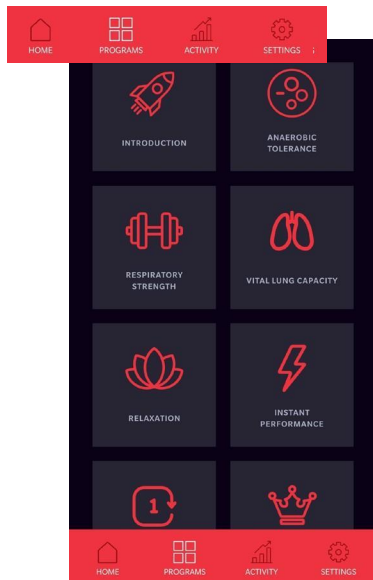 HOME PROGRAMS ACTIVITY SETTINGS
INTRODUCTION
ANAEROBIC
TOLERANCE
RESPIRATORY
STRENGTH
VITAL LUNG CAPACITY
RELAXATION
INSTANT
PERFORMANCE
1
HOME PROGRAMS ACTIVITY SETTINGS